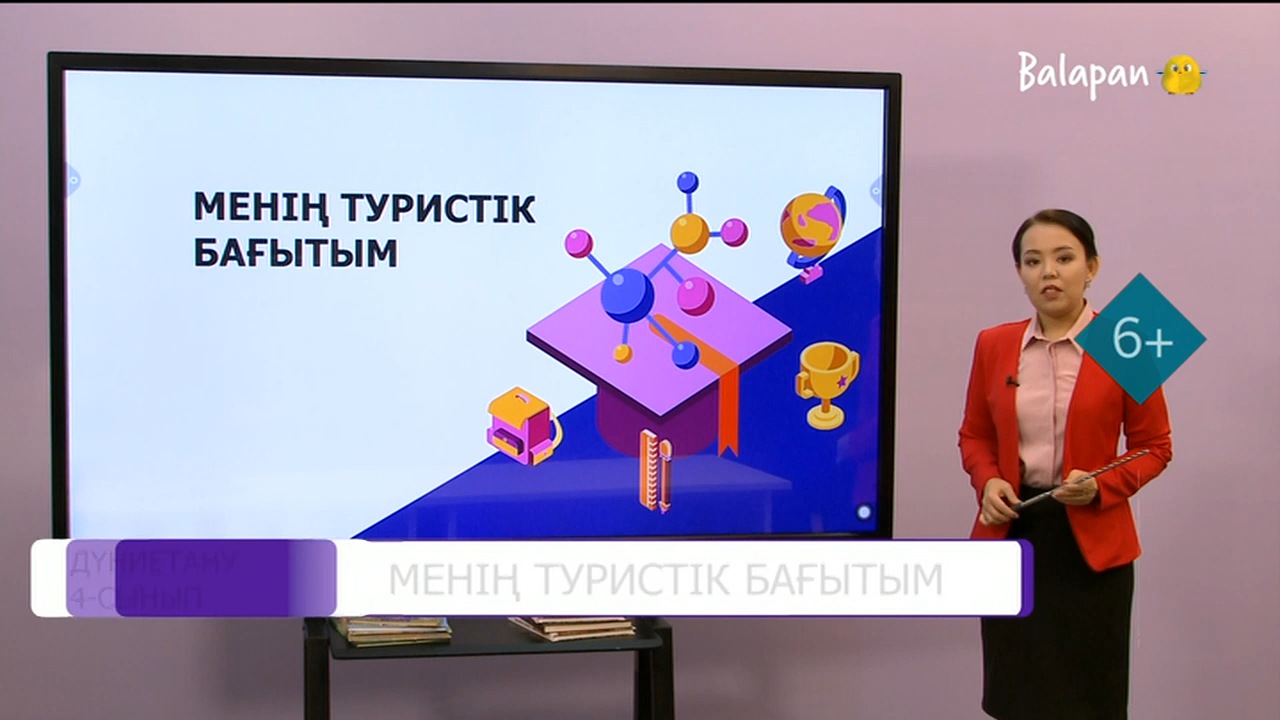 Balapan
МЕНІҢ ТУРИСТІК
БАҒЫТЫМ
6+
ДҮНИЕТАНУ
4-СЫНЫП
МЕНІҢ ТУРИСТІК БАҒЫТЫМ